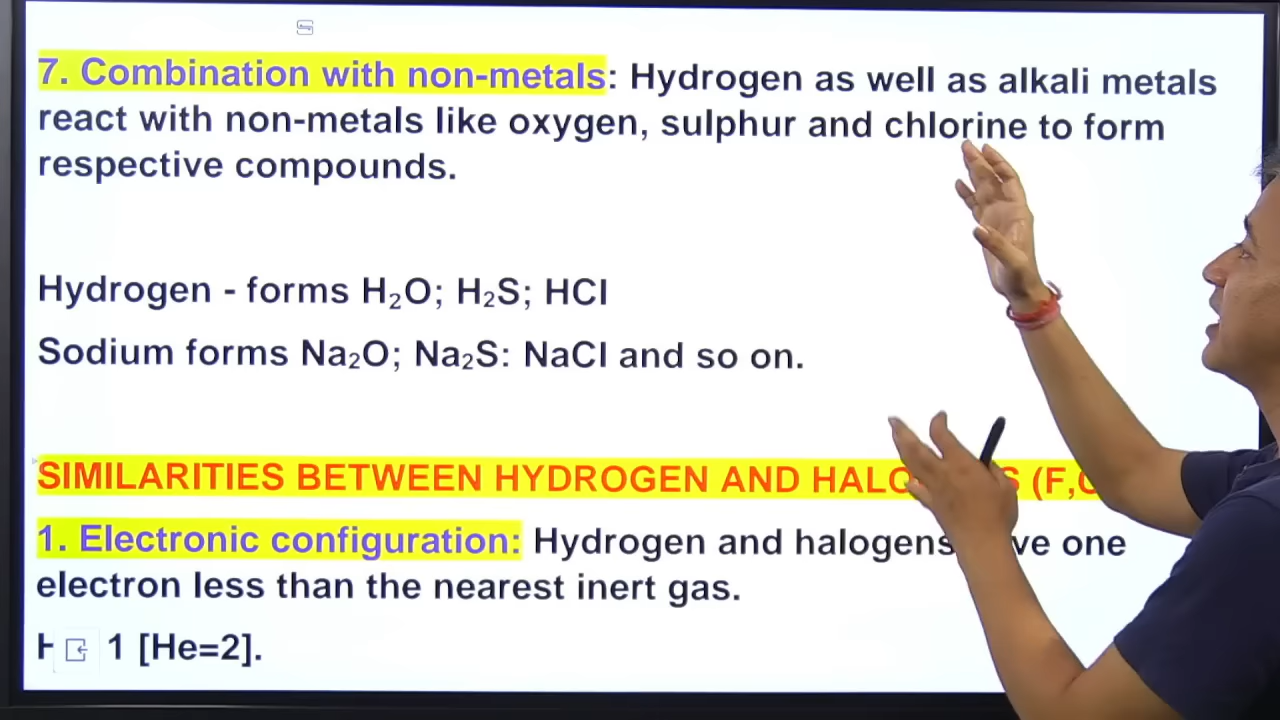 7. Combination with non-metals: Hydrogen as well as alkali metals
react with non-metals like oxygen, sulphur and chlorine to form
respective compounds.
Hydrogen - forms H₂O; H₂S; HCl
Sodium forms Na₂O; Na₂S: NaCl and so on.
SIMILARITIES BETWEEN HYDROGEN AND (F,
1. Electronic configuration: Hydrogen and halogens one
electron less than the nearest inert gas.
1 [He=2].